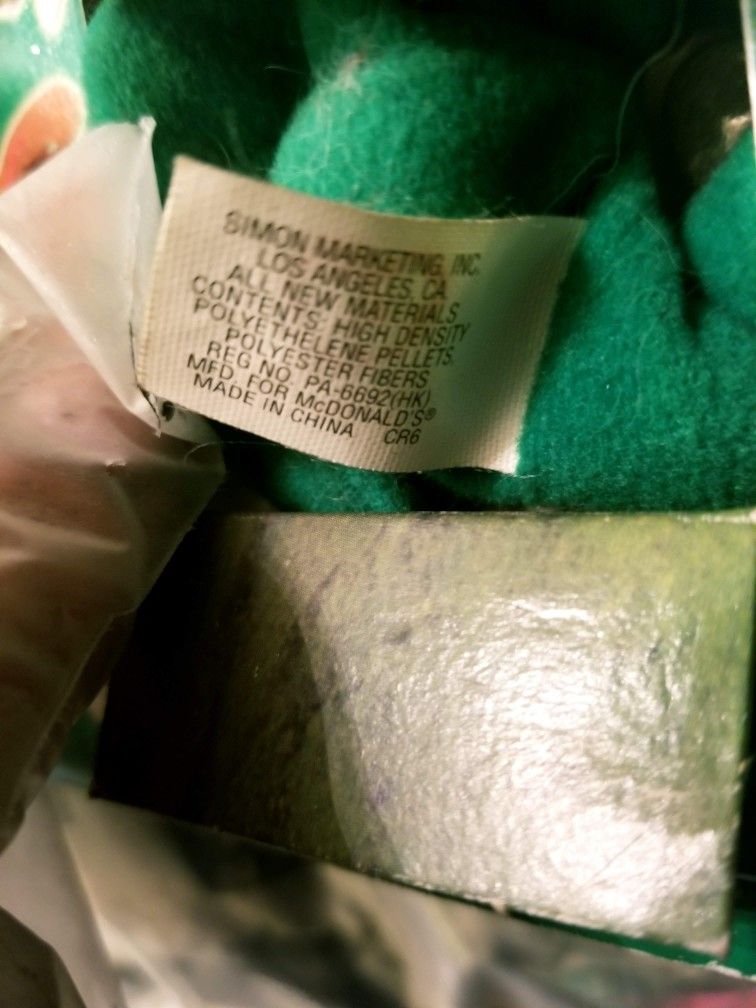 SIMON MARKETING, INC.
LOS ANGELES, CA
ALL NEW MATERIALS
CONTENTS: HIGH DENSITY
POLYETHELENE PELLETS,
POLYESTER FIBERS
REG NO. PA-6692(HK)
MFD. FOR McDONALD'S®
MADE IN CHINA CR6